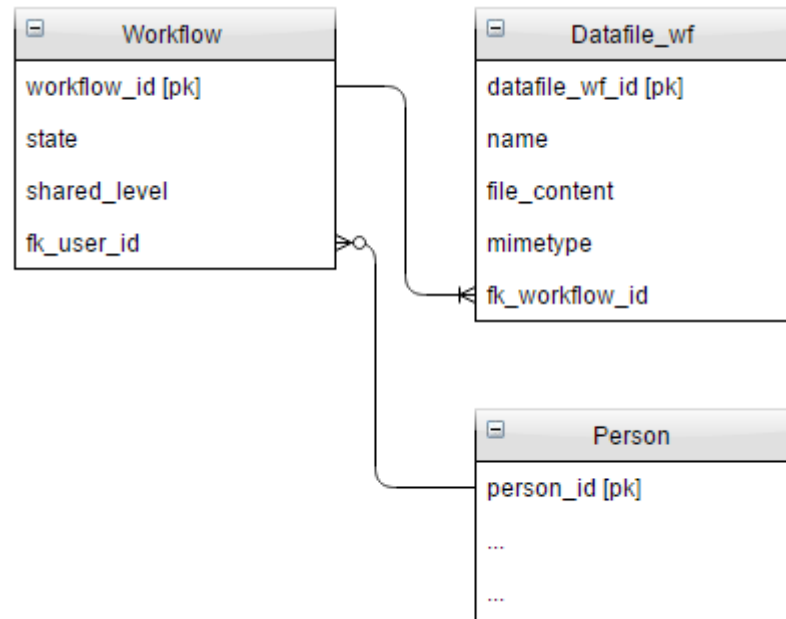 Workflow
workflow_id [pk]
state
shared_level
fk_user_id
Datafile_wf
datafile_wf_id [pk]
name
file_content
mimetype
fk_workflow_id
Person
person_id [pk]
...
...